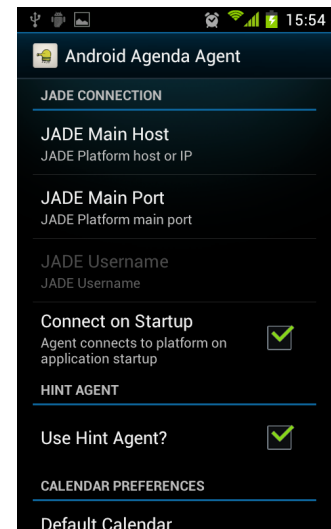 15:54
Android Agenda Agent
JADE CONNECTION
JADE Main Host
JADE Platform host or IP
JADE Main Port
JADE Platform main port
JADE Username
JADE Username
Connect on Startup
Agent connects to platform on
application startup
HINT AGENT
Use Hint Agent?
CALENDAR PREFERENCES
Default Calendar